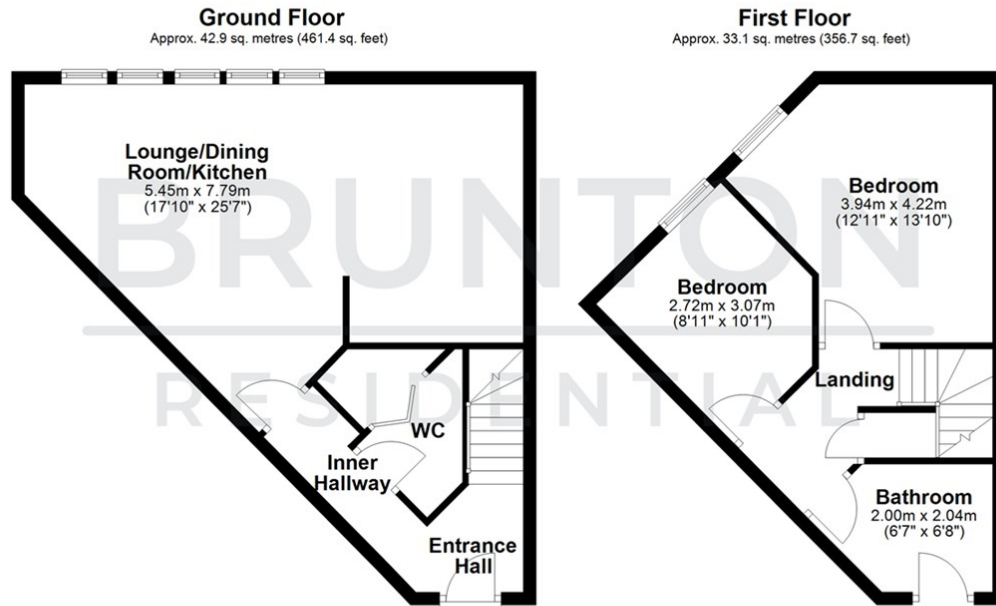 Ground Floor
Approx. 42.9 sq. metres (461.4 sq. feet)
Lounge/Dining
Room/Kitchen
5.45m x 7.79m
(17'10" x 25'7")
WC
Inner
Hallway
Entrance
Hall
First Floor
Approx. 33.1 sq. metres (356.7 sq. feet)
Bedroom
3.94m x 4.22m
(12'11" x 13'10")
Bedroom
2.72m x 3.07m
(8'11" x 10'1")
Landing
Bathroom
2.00m x 2.04m
(6'7" x 6'8")
BRUNTON
RESIDENTIAL